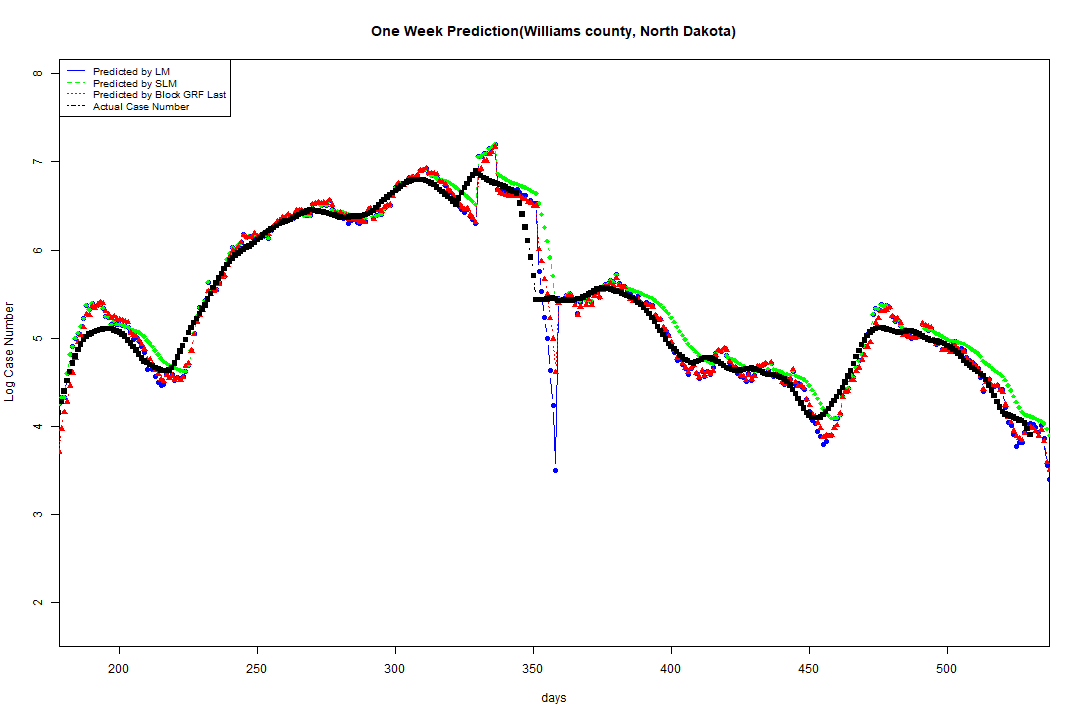 One Week Prediction(Williams county, North Dakota)
Predicted by LM
Predicted by SLM
Predicted by Block GRF Last
Actual Case Number
8
7
6
5
4
3
2
Log Case Number
200 250 300 350 400 450 500
days